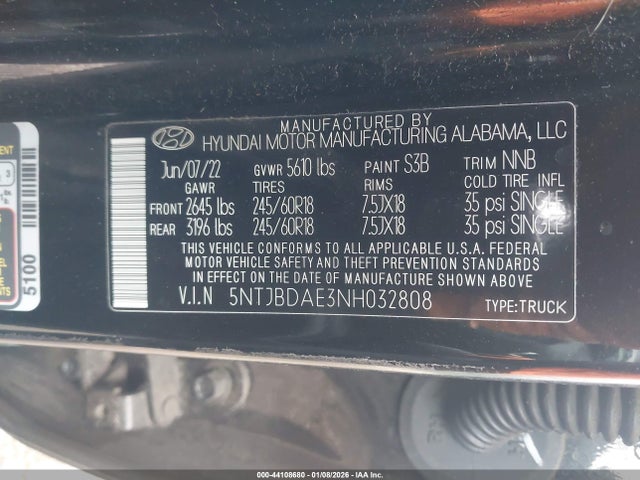 MANUFACTURED BY
HYUNDAI MOTOR MANUFACTURING ALABAMA, LLC
Jun/07/22 GVWR 5610 lbs PAINT S3B TRIM NNB
GAWR TIRES RIMS COLD TIRE INFL
FRONT 2645 lbs 245/60R18 7.5JX18 35 psi SINGLE
REAR 3196 lbs 245/60R18 7.5JX18 35 psi SINGLE
THIS VEHICLE CONFORMS TO ALL APPLICABLE U.S.A. FEDERAL
MOTOR VEHICLE SAFETY AND THEFT PREVENTION STANDARDS
IN EFFECT ON THE DATE OF MANUFACTURE SHOWN ABOVE
V.I.N 5NTJBDAE3NH032808 TYPE:TRUCK
5100
000-44108680 - 01/08/2026 - IAAI, Inc.